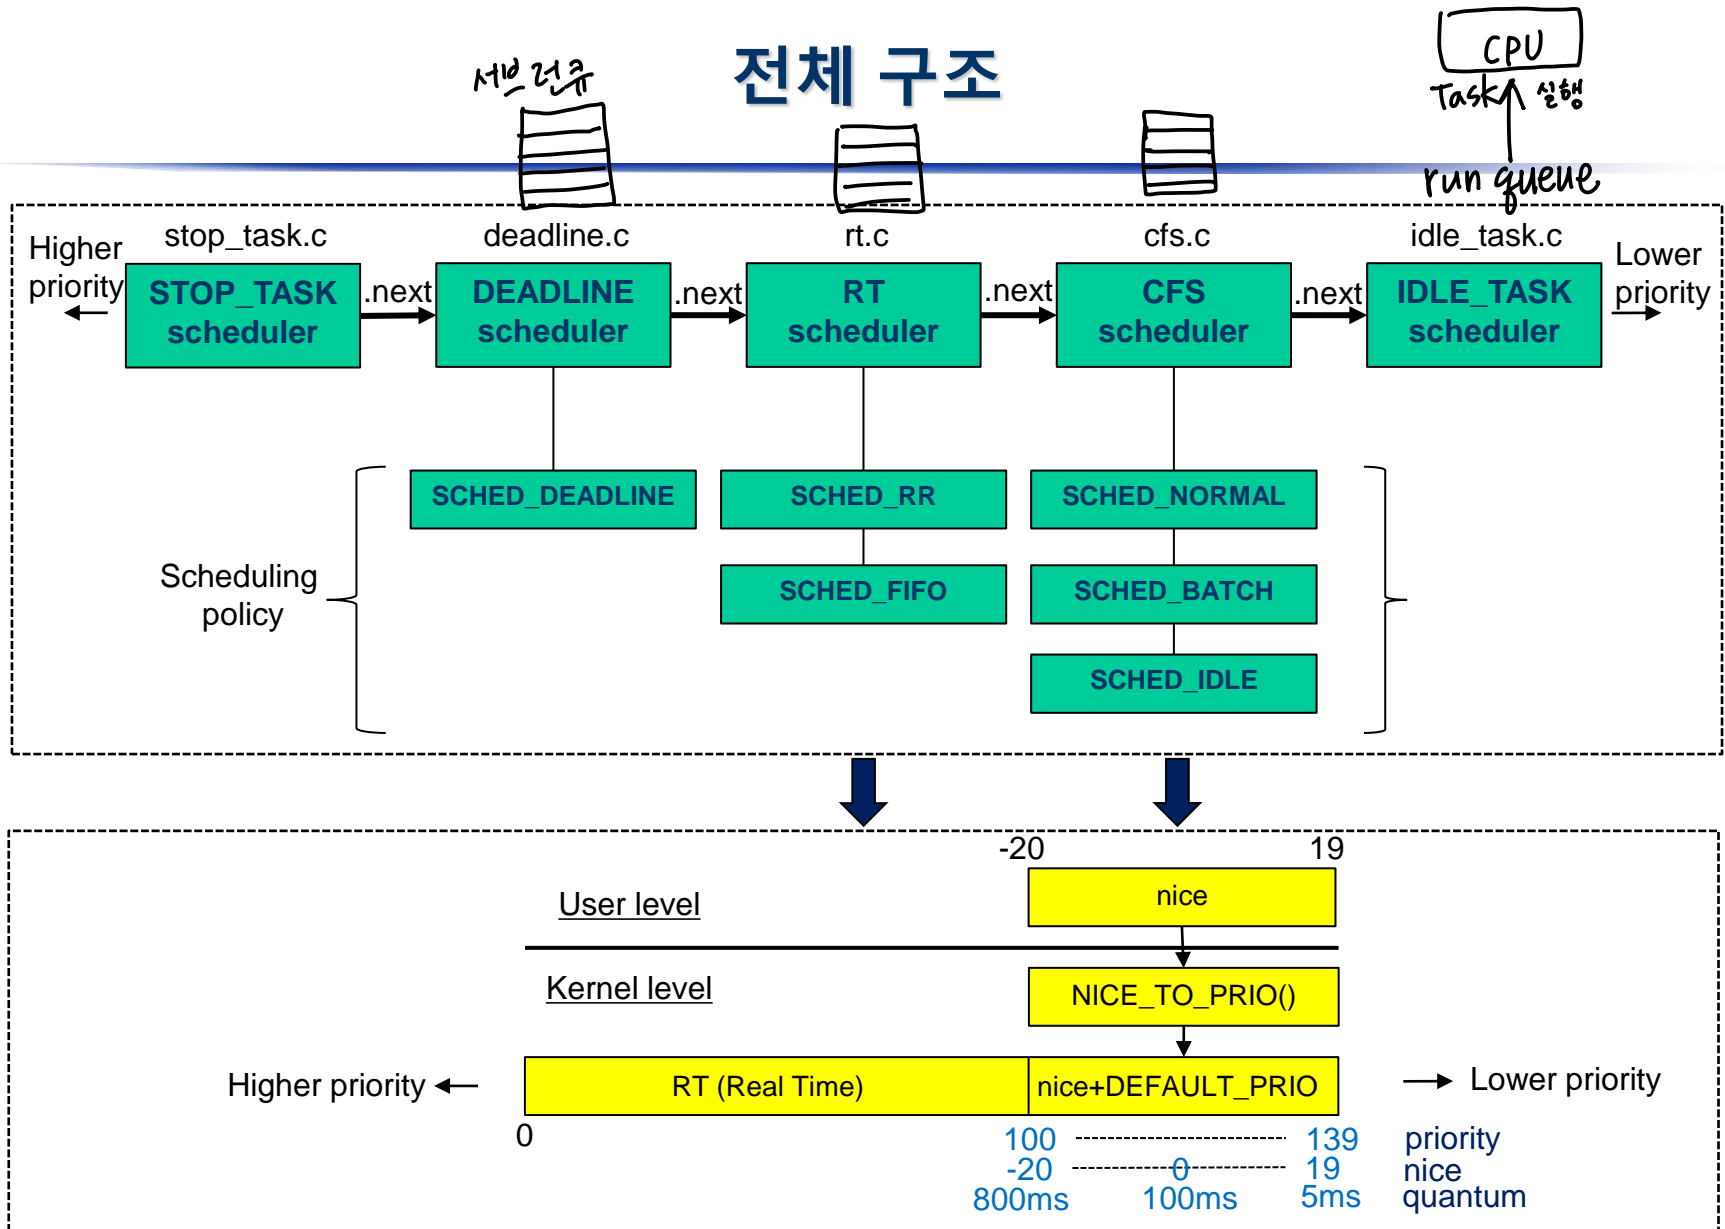 전체 구조
서브 런큐
CPU
Task 실행
run queue
stop_task.c
deadline.c
rt.c
cfs.c
idle_task.c
Higher
priority
STOP_TASK
scheduler
.next
DEADLINE
scheduler
.next
RT
scheduler
.next
CFS
scheduler
.next
IDLE_TASK
scheduler
Lower
priority
SCHED_DEADLINE
SCHED_RR
SCHED_NORMAL
Scheduling
policy
SCHED_FIFO
SCHED_BATCH
SCHED_IDLE
-20
19
User level
nice
Kernel level
NICE_TO_PRIO()
Higher priority
RT (Real Time)
nice+DEFAULT_PRIO
Lower priority
0
100
139
priority
-20
0
19
nice
800ms
100ms
5ms
quantum